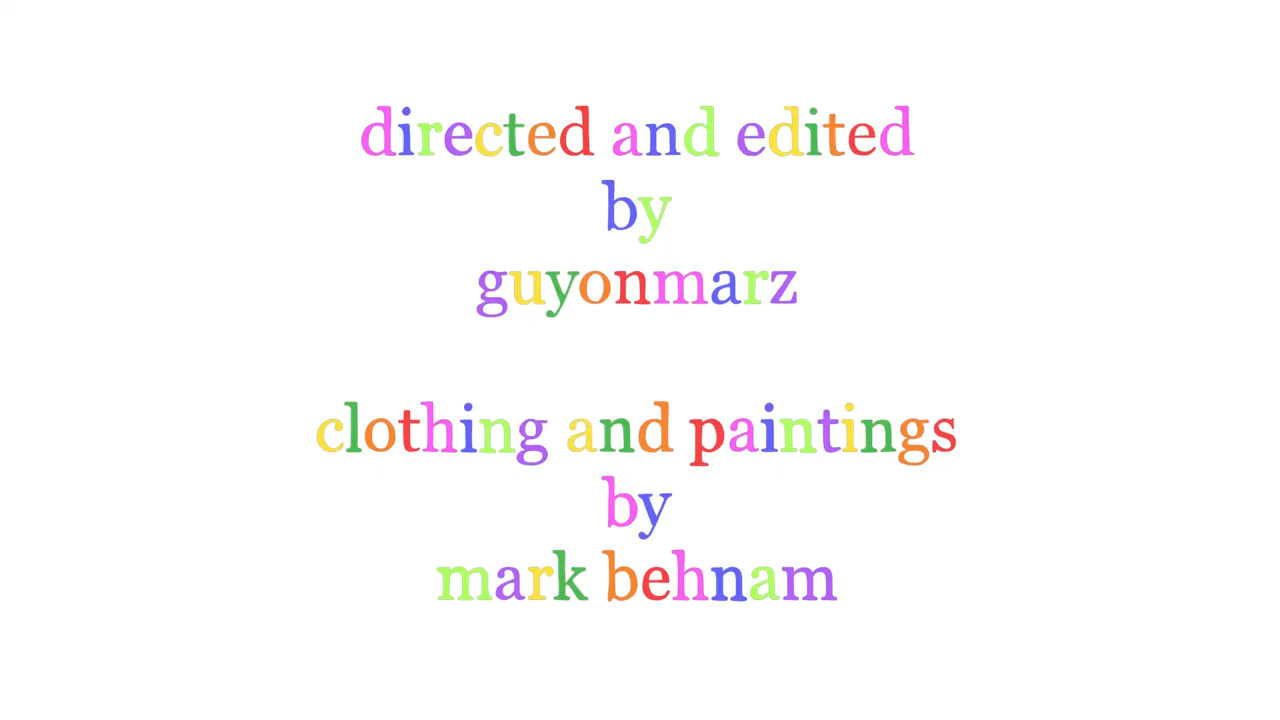 directed and edited
by
guyonmarz
clothing and paintings
by
mark behnam